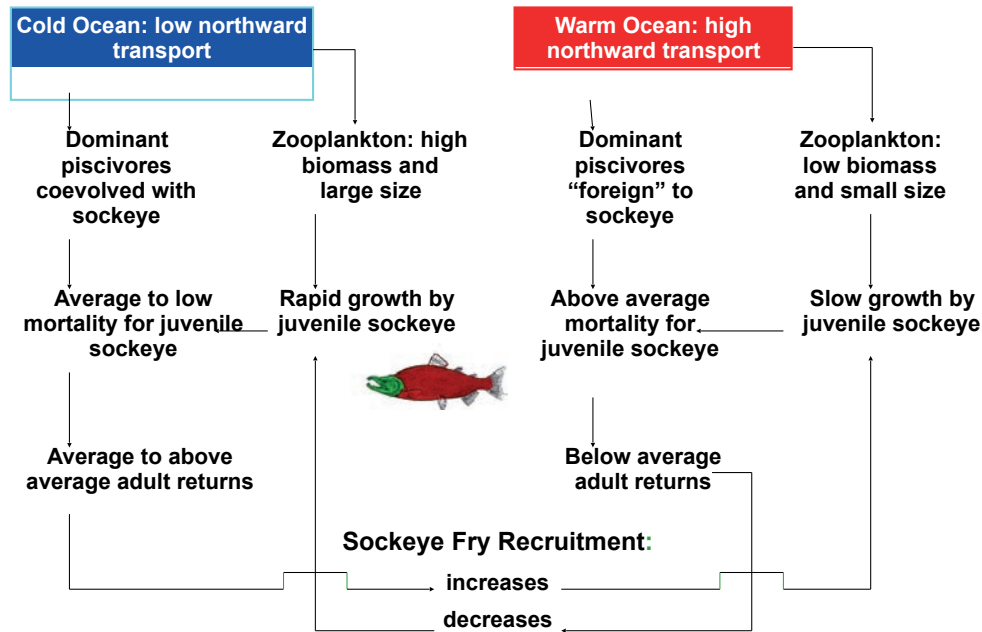 Cold Ocean: low northward
transport
Warm Ocean: high
northward transport
Dominant
piscivores
coevolved with
sockeye
Zooplankton: high
biomass and
large size
Dominant
piscivores
“foreign” to
sockeye
Zooplankton:
low biomass
and small size
Average to low
mortality for juvenile
sockeye
Rapid growth by
juvenile sockeye
Above average
mortality for
juvenile sockeye
Slow growth by
juvenile sockeye
Average to above
average adult returns
Below average
adult returns
Sockeye Fry Recruitment:
increases
decreases